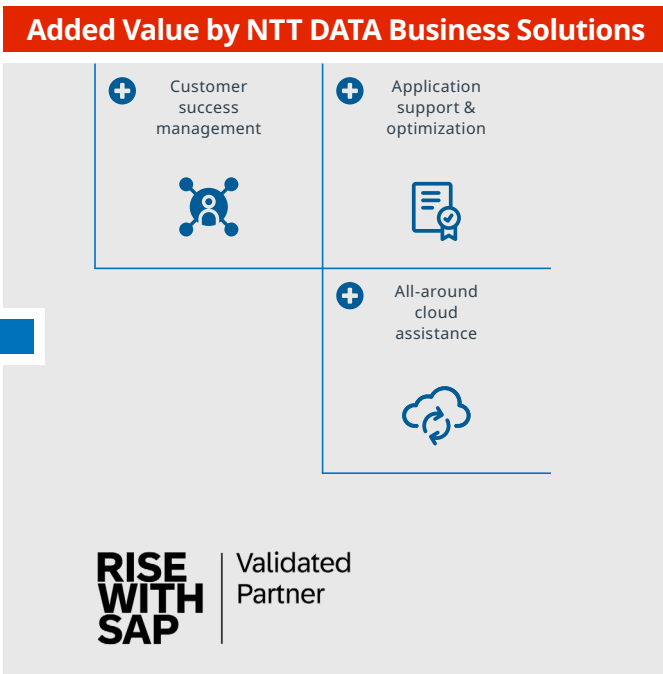 Added Value by NTT DATA Business Solutions
Customer
success
management
Application
support &
optimization
All-around
cloud
assistance
RISE
WITH
SAP
Validated
Partner